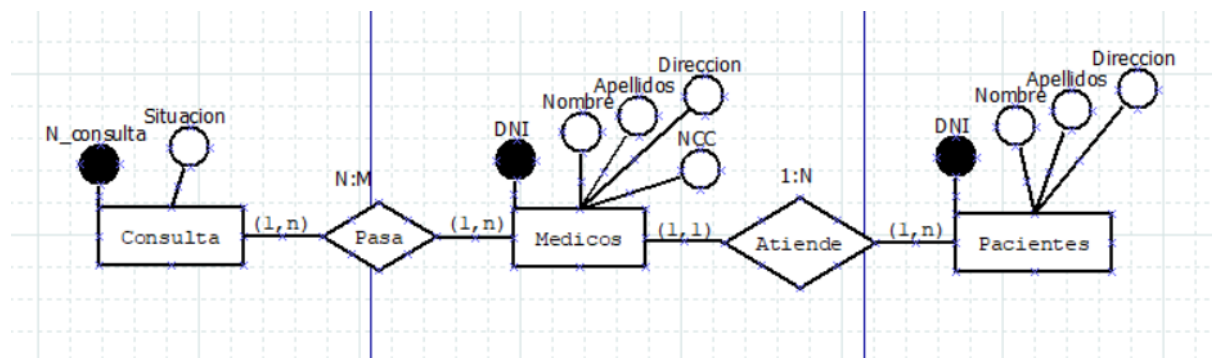 N_consulta
Situacion
N:M
Consulta
(1,n)
Pasa
(1,n)
DNI
Nombre
Apellidos
Direccion
NCC
Medicos
(1,1)
1:N
Atiende
(1,n)
DNI
Nombre
Apellidos
Direccion
Pacientes